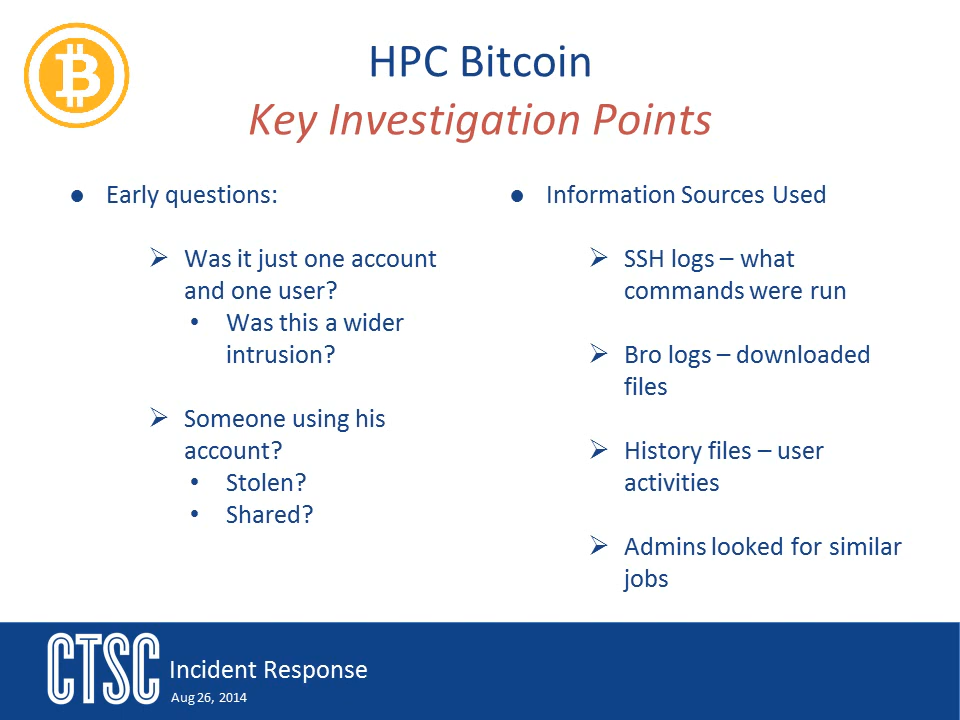 HPC Bitcoin
Key Investigation Points
● Early questions:
➢ Was it just one account
and one user?
• Was this a wider
intrusion?
➢ Someone using his
account?
• Stolen?
• Shared?
● Information Sources Used
➢ SSH logs – what
commands were run
➢ Bro logs – downloaded
files
➢ History files – user
activities
➢ Admins looked for similar
jobs
CTSC
Incident Response
Aug 26, 2014